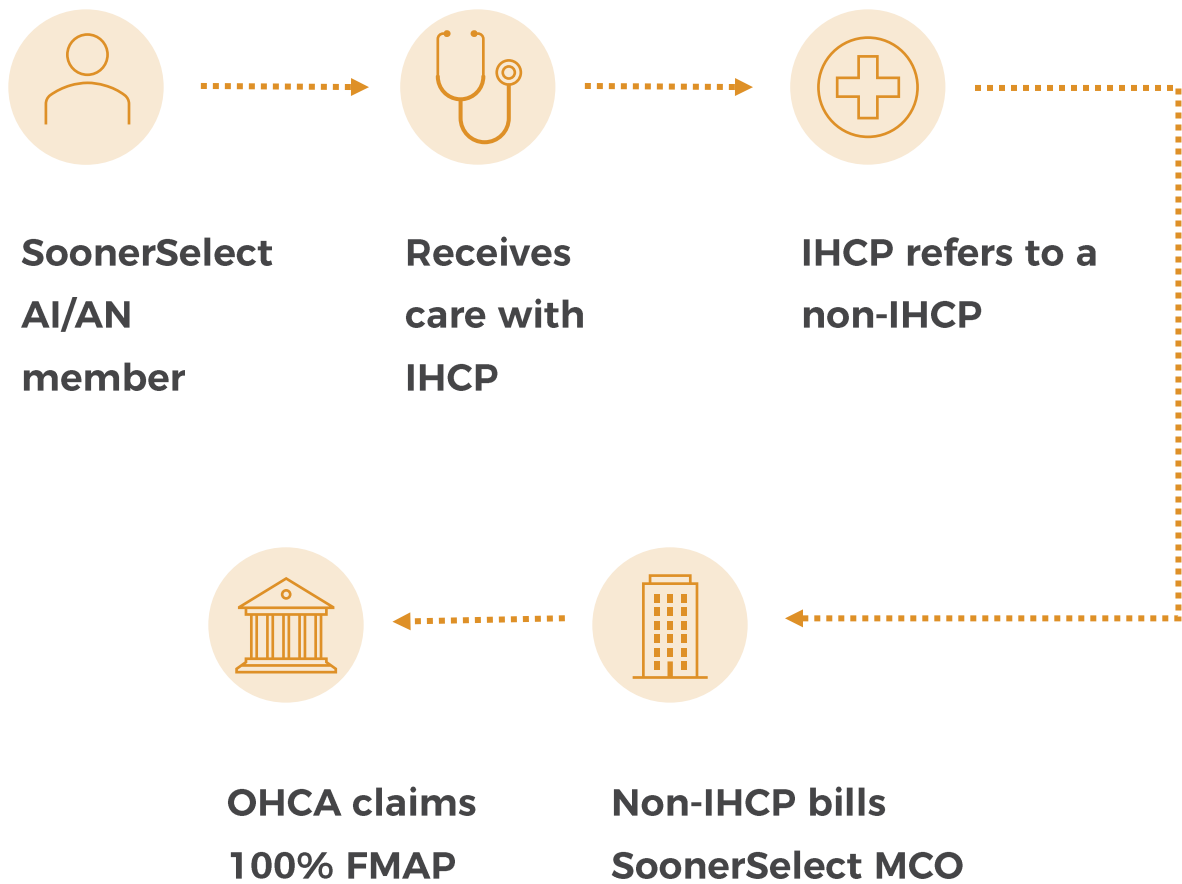 SoonerSelect
AI/AN
member
Receives
care with
IHCP
IHCP refers to a
non-IHCP
Non-IHCP bills
SoonerSelect MCO
OHCA claims
100% FMAP